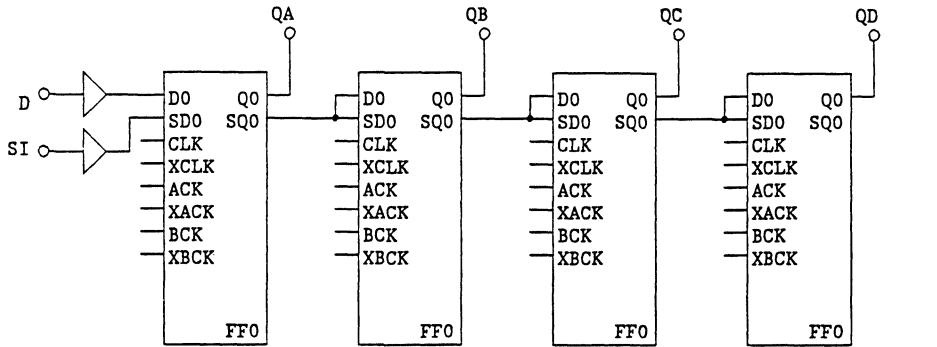 QA QB QC QD
D SI
D0 Q0 D0 Q0 D0 Q0 D0 Q0
SD0 SQ0 SD0 SQ0 SD0 SQ0 SD0 SQ0
CLK CLK CLK CLK
XCLK XCLK XCLK XCLK
ACK ACK ACK ACK
XACK XACK XACK XACK
BCK BCK BCK BCK
XBCK XBCK XBCK XBCK
FF0 FF0 FF0 FF0